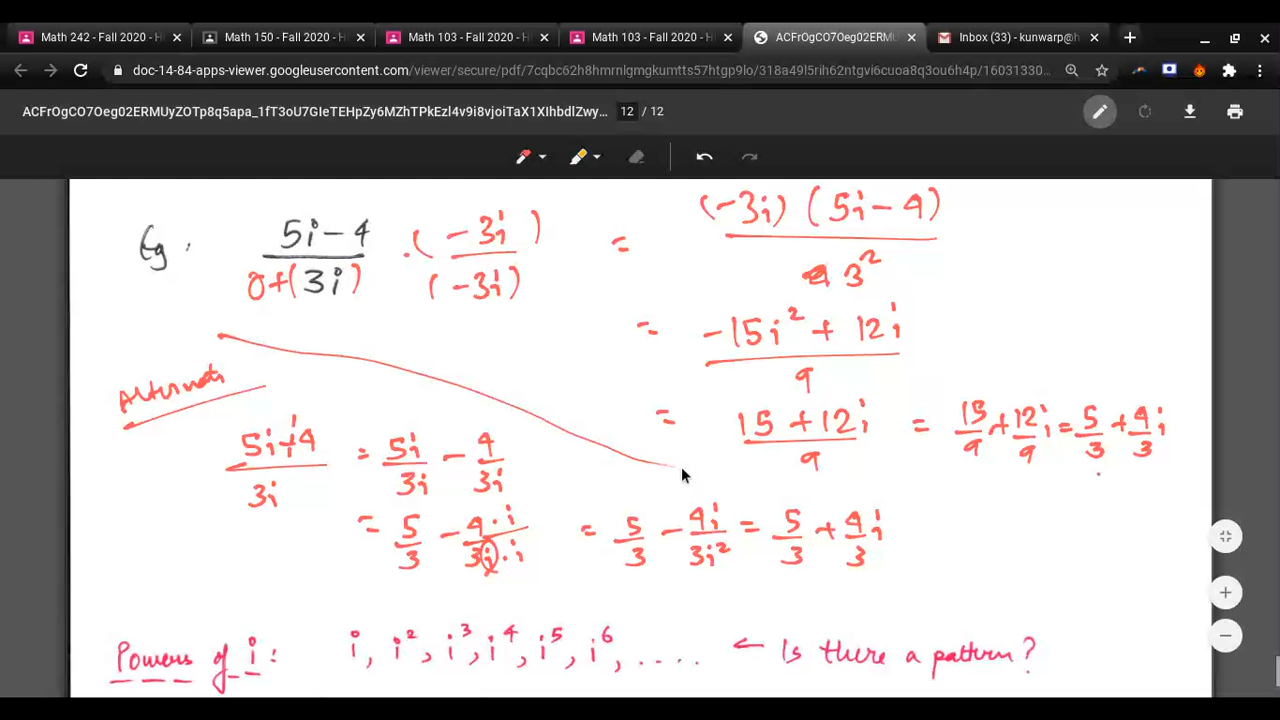 Math 242 - Fall 2020 - H
Math 150 - Fall 2020 - H
Math 103 - Fall 2020 - H
Math 103 - Fall 2020 - H
ACFrOgCO7Oeg02ERMU
Inbox (33) - kunwarp@h
doc-14-84-apps-viewer.googleusercontent.com/viewer/secure/pdf/7cqbc62h8hmrnlgmgkumtts57htgp9lo/318a49l5rih62ntgvi6cuoa8q3ou6h4p/16031330...
ACFrOgCO7Oeg02ERMUyZOTp8q5apa_1fT3oU7GIeTEHpZy6MZhTPkEzl4v9i8vjoiTaX1XIhbdlZwy... 12 / 12
Eg. (5i-4)/(0+(3i)) · (-3i)/(-3i) = (-3i)(5i-4)/3²
= (-15i² + 12i)/9
= (15 + 12i)/9 = 15/9 + 12/9 i = 5/3 + 4/3 i
Alternate
(5i-4)/3i = 5i/3i - 4/3i
= 5/3 - 4·i/3i·i = 5/3 - 4i/3i² = 5/3 + 4/3 i
Powers of i: i, i², i³, i⁴, i⁵, i⁶, .... ← Is there a pattern?